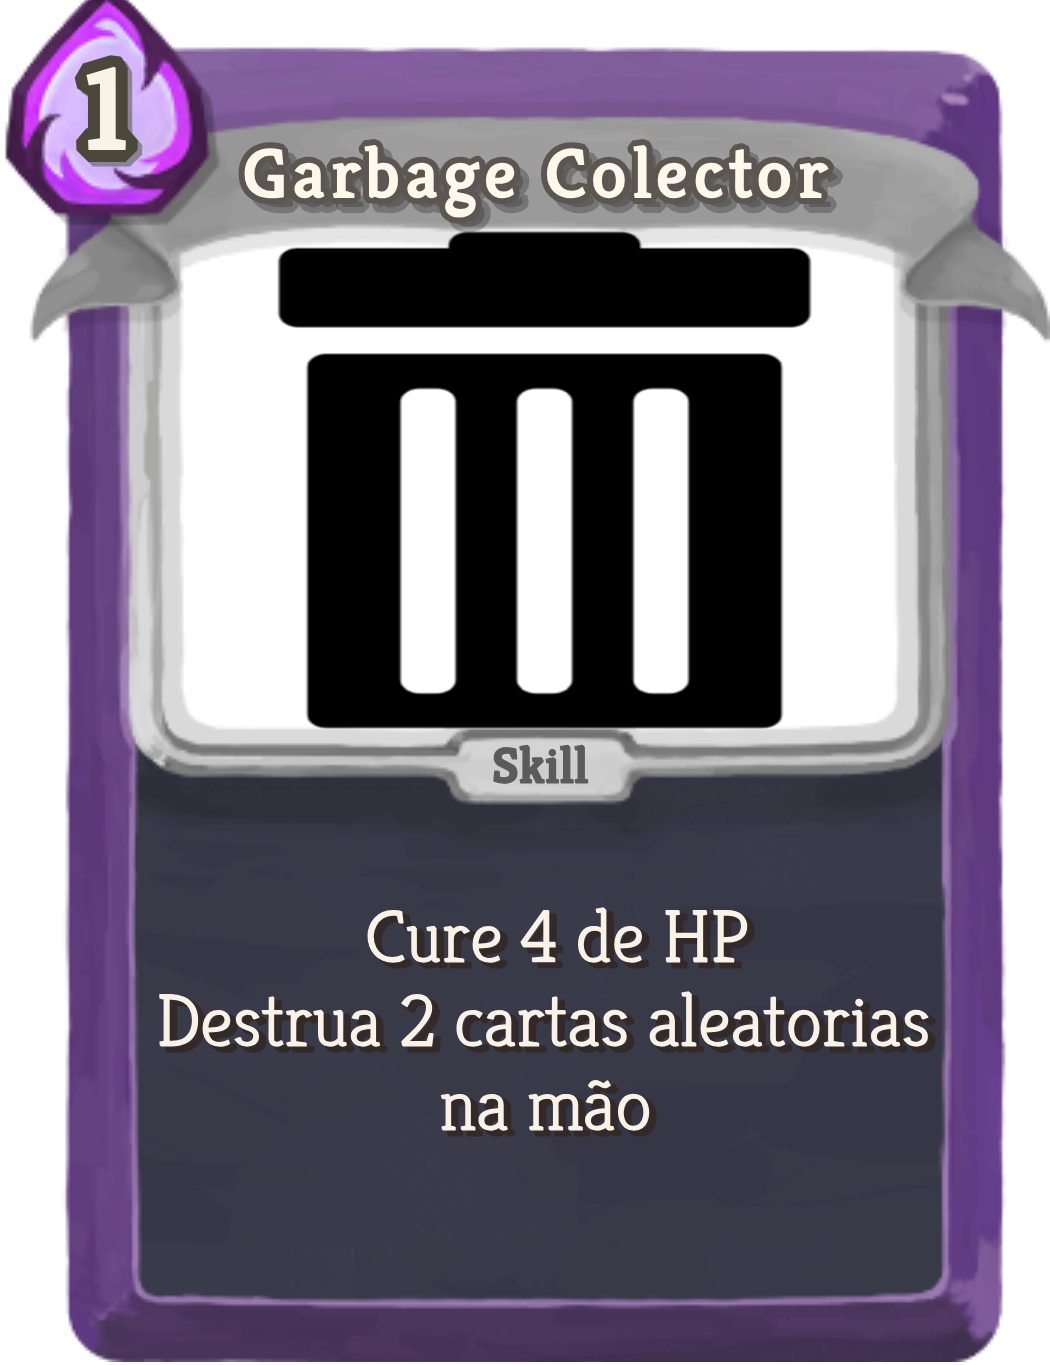 1
Garbage Colector
Skill
Cure 4 de HP
Destrua 2 cartas aleatorias
na mão